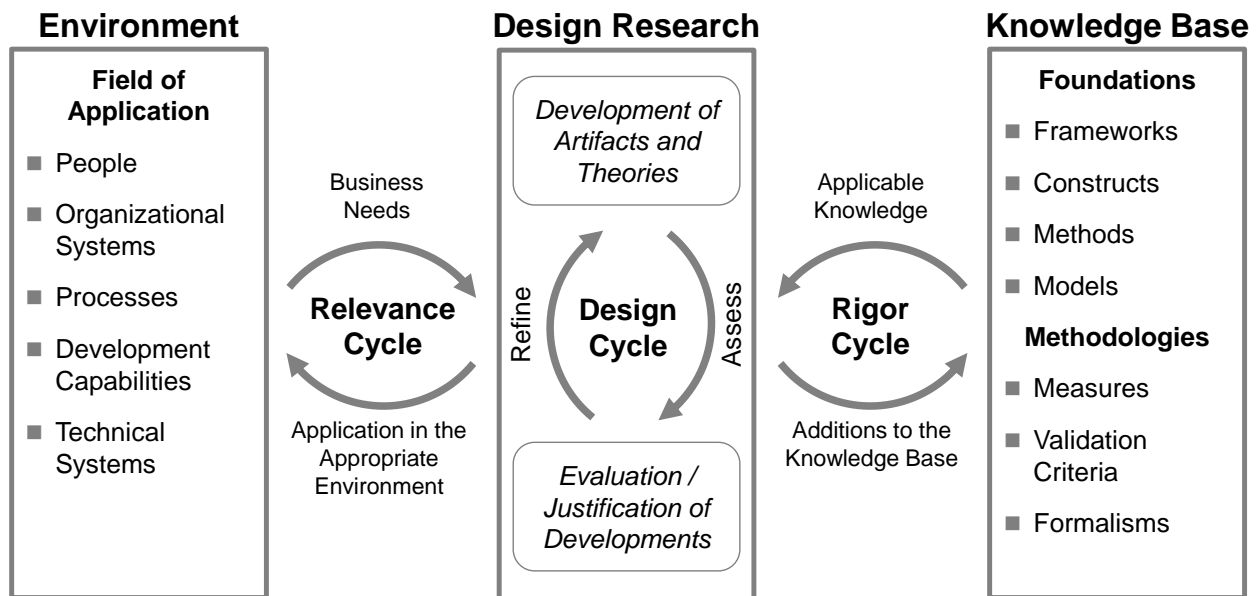 Environment
Field of
Application
People
Organizational
Systems
Processes
Development
Capabilities
Technical
Systems
Business
Needs
Relevance
Cycle
Application in the
Appropriate
Environment
Design Research
Development of
Artifacts and
Theories
Refine
Design
Cycle
Assess
Evaluation /
Justification of
Developments
Applicable
Knowledge
Rigor
Cycle
Additions to the
Knowledge Base
Knowledge Base
Foundations
Frameworks
Constructs
Methods
Models
Methodologies
Measures
Validation
Criteria
Formalisms